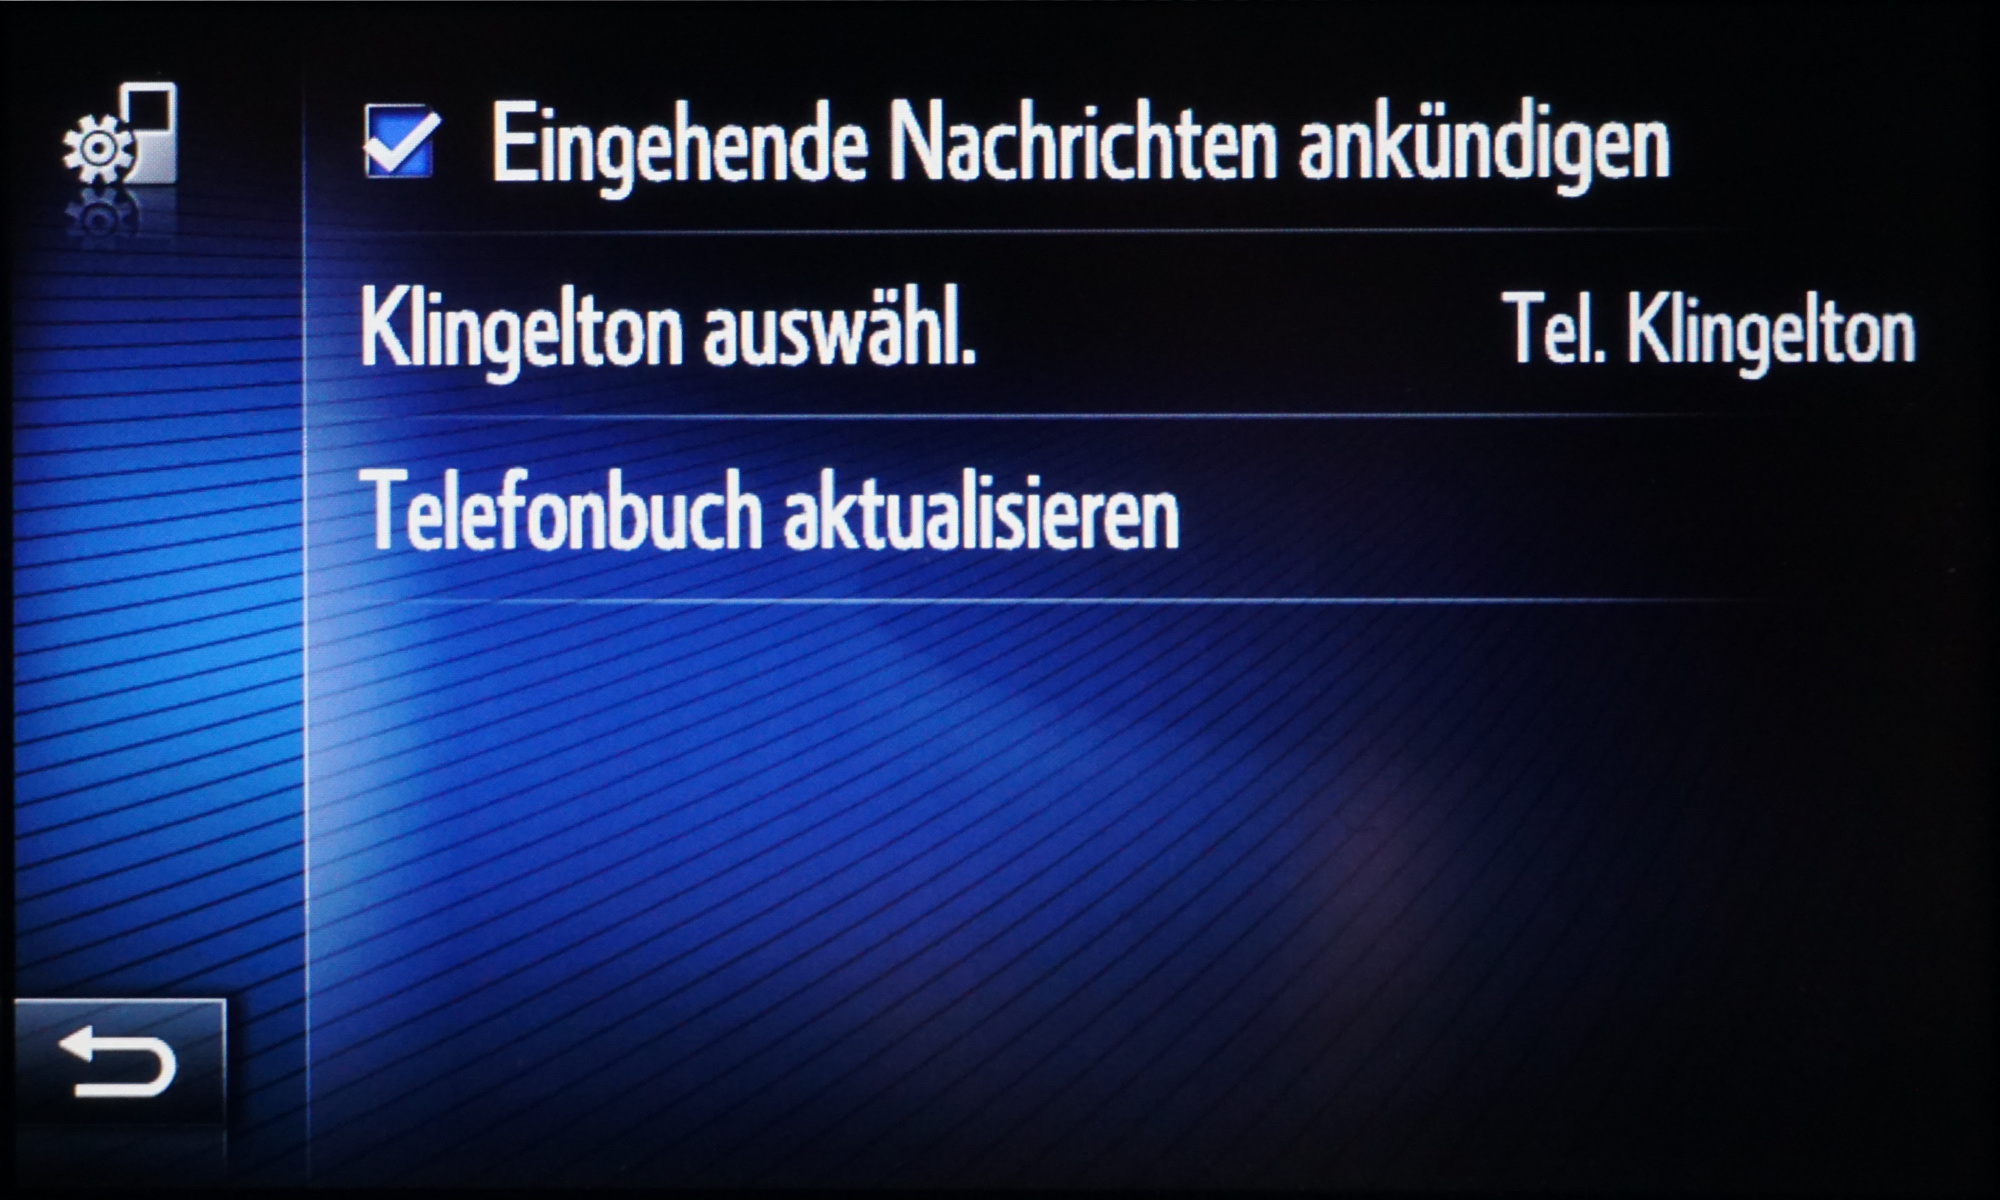 Eingehende Nachrichten ankündigen
Klingelton auswähl. Tel. Klingelton
Telefonbuch aktualisieren